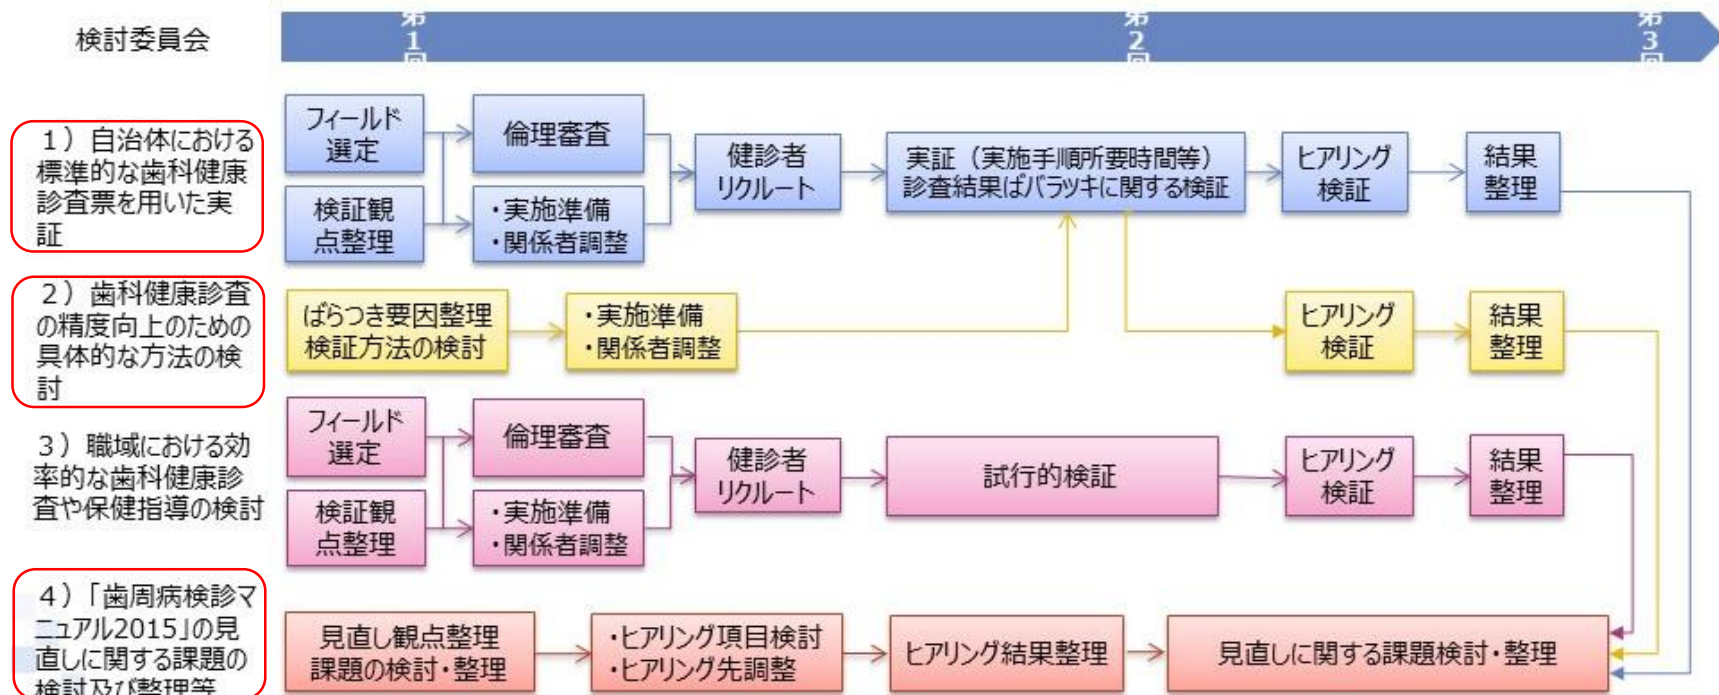 検討委員会
第
1
回
第
2
回
第
3
回
1）自治体における
標準的な歯科健康
診査票を用いた実
証
フィールド
選定
検証観
点整理
倫理審査
・実施準備
・関係者調整
健診者
リクルート
実証（実施手順所要時間等）
診査結果ばバラツキに関する検証
ヒアリング
検証
結果
整理
2）歯科健康診査
の精度向上のための
具体的な方法の検
討
ばらつき要因整理
検証方法の検討
・実施準備
・関係者調整
ヒアリング
検証
結果
整理
3）職域における効
率的な歯科健康診
査や保健指導の検討
フィールド
選定
検証観
点整理
倫理審査
・実施準備
・関係者調整
健診者
リクルート
試行的検証
ヒアリング
検証
結果
整理
4）「歯周病検診マ
ニュアル2015」の見
直しに関する課題の
検討及び整理等
見直し観点整理
課題の検討・整理
・ヒアリング項目検討
・ヒアリング先調整
ヒアリング結果整理
見直しに関する課題検討・整理